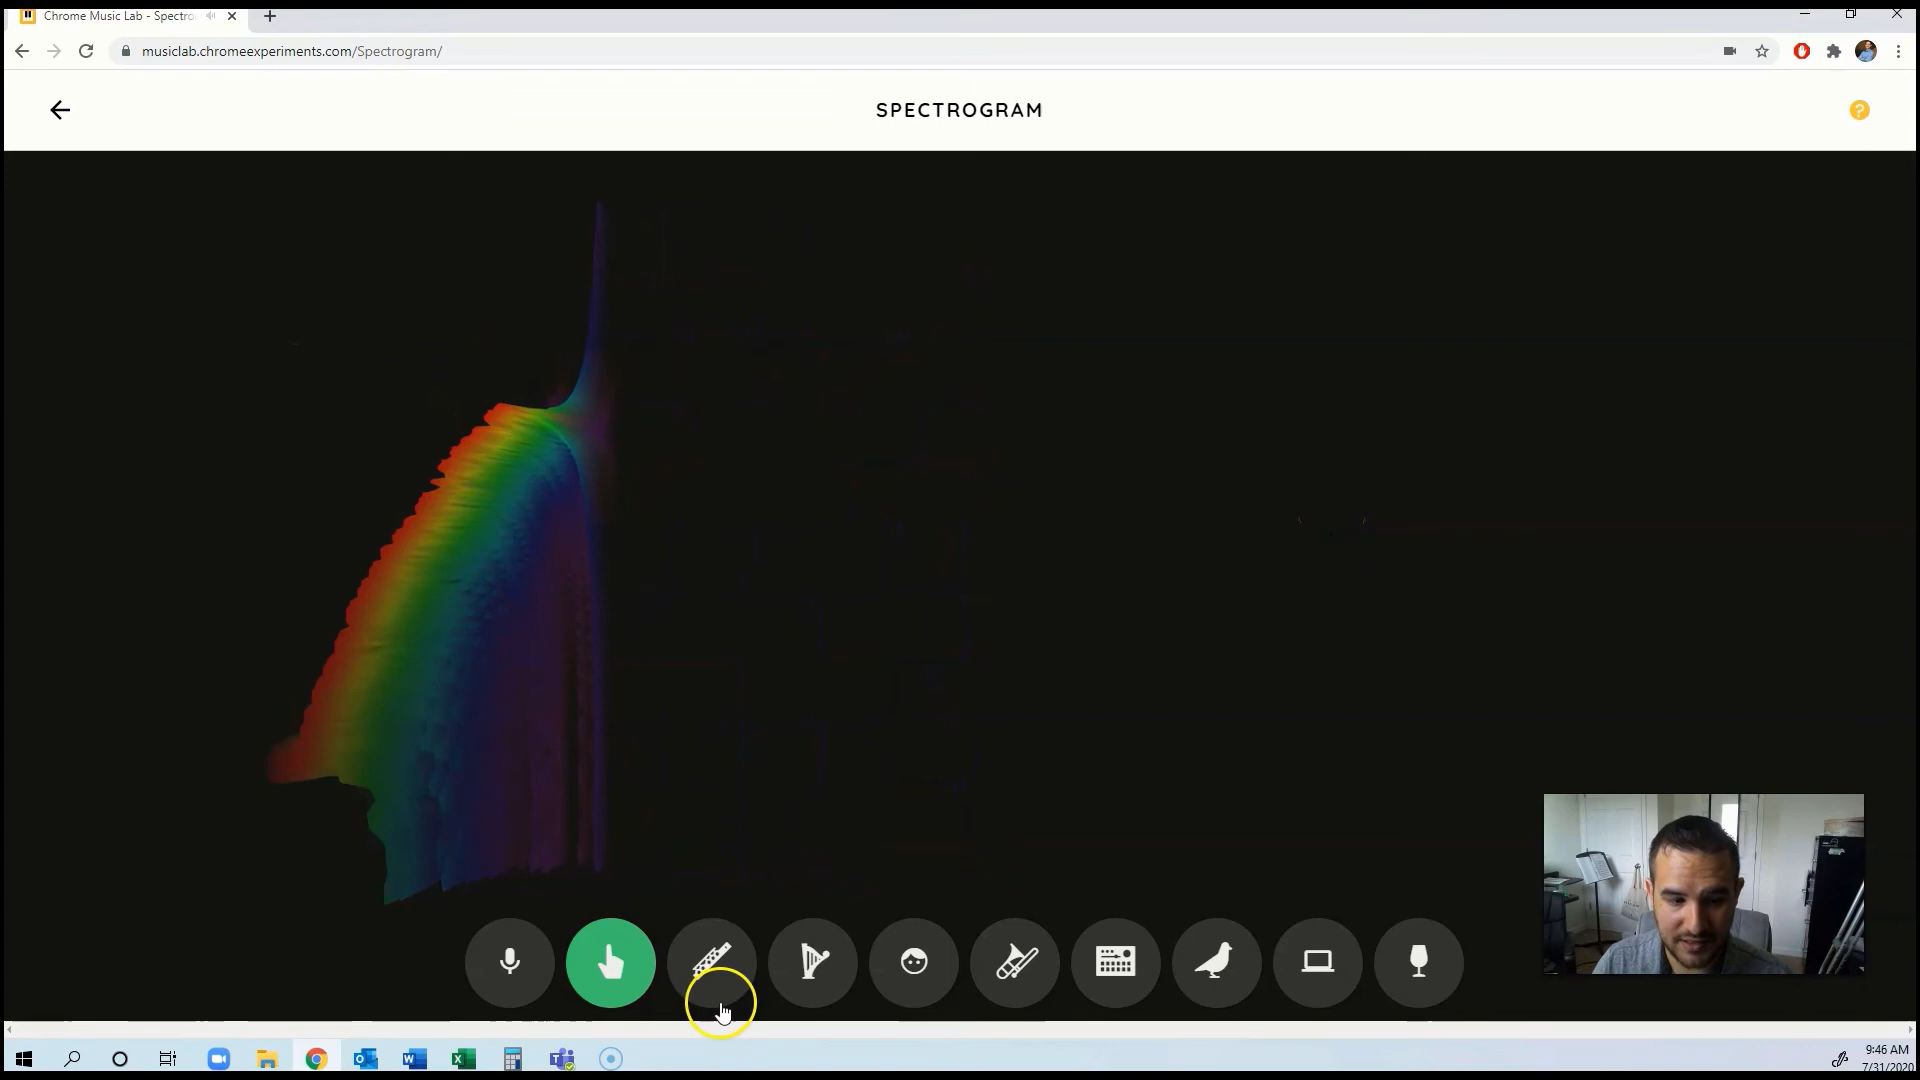 Chrome Music Lab - Spectro
musiclab.chromeexperiments.com/Spectrogram/
SPECTROGRAM
?
9:46 AM
7/31/2020